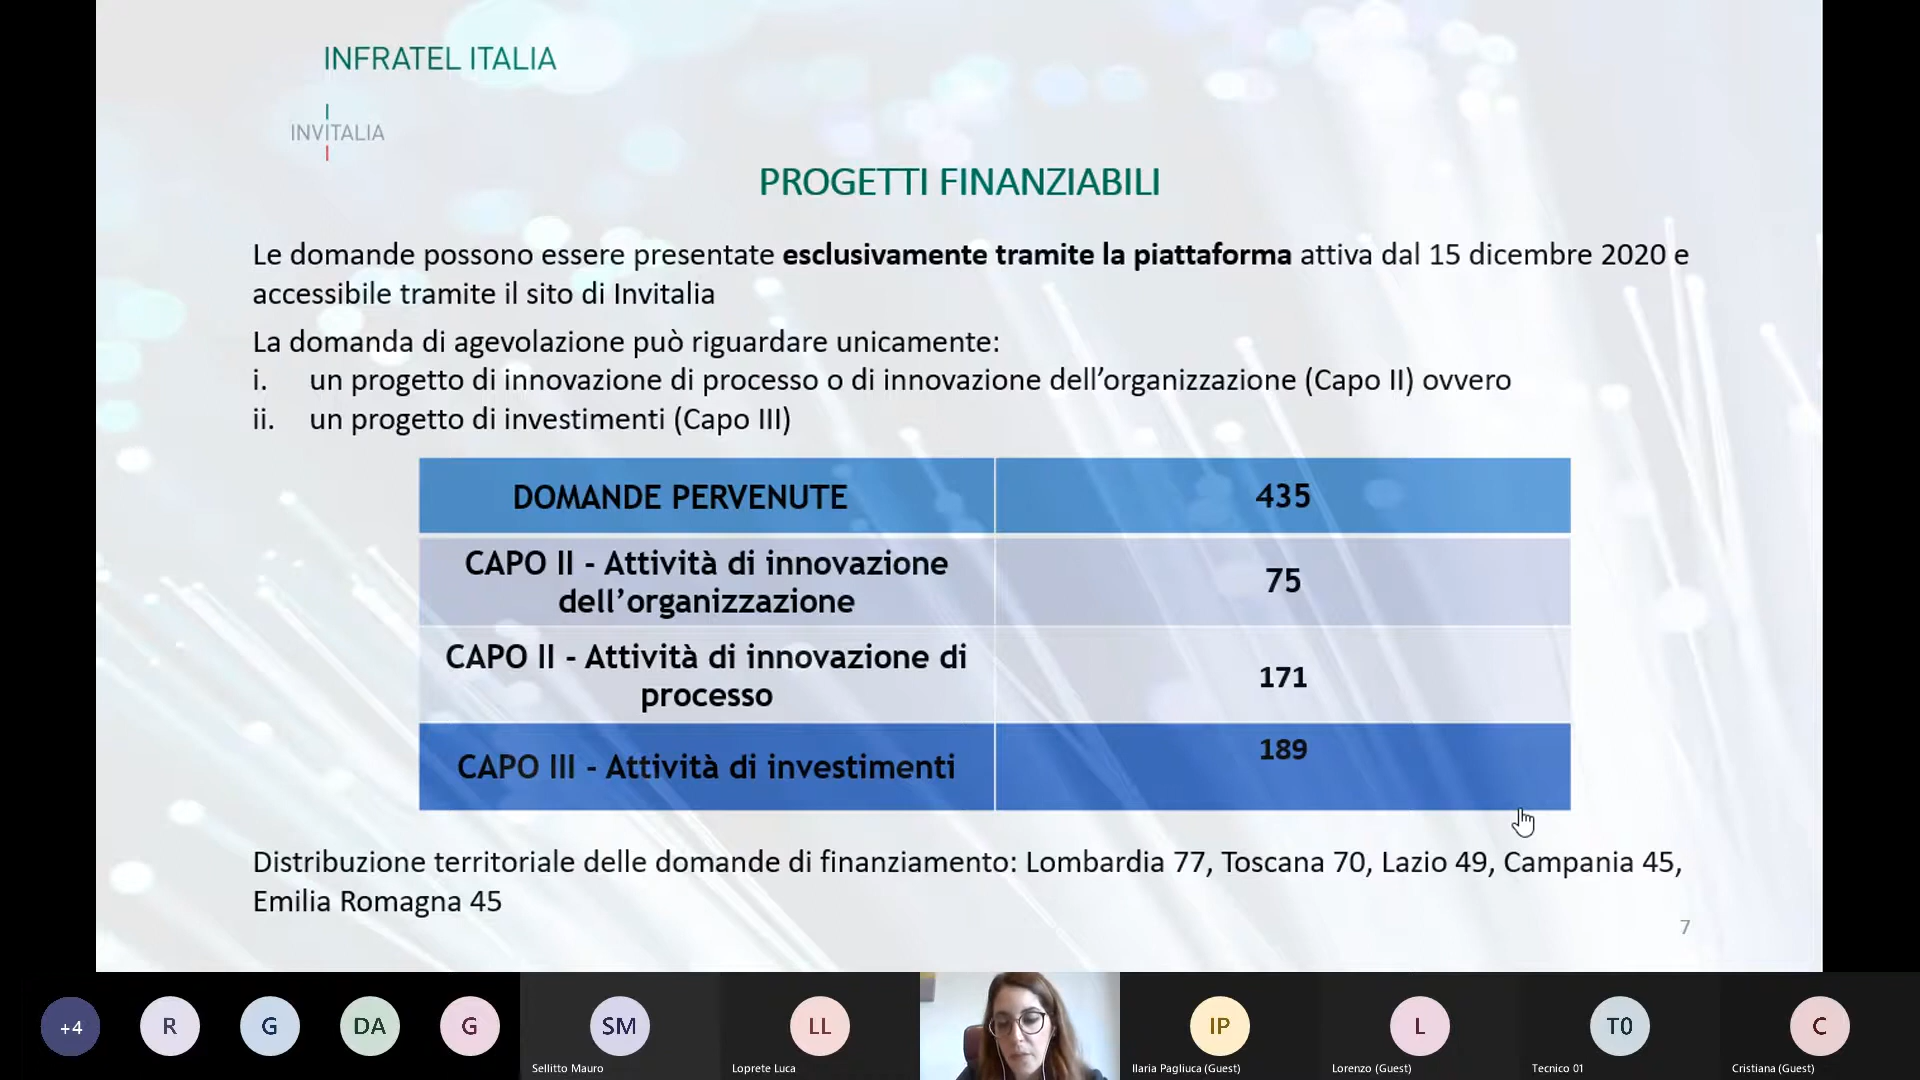 INFRATEL ITALIA
INVITALIA
PROGETTI FINANZIABILI
Le domande possono essere presentate esclusivamente tramite la piattaforma attiva dal 15 dicembre 2020 e
accessibile tramite il sito di Invitalia
La domanda di agevolazione può riguardare unicamente:
i. un progetto di innovazione di processo o di innovazione dell’organizzazione (Capo II) ovvero
ii. un progetto di investimenti (Capo III)
DOMANDE PERVENUTE 435
CAPO II - Attività di innovazione
dell’organizzazione 75
CAPO II - Attività di innovazione di
processo 171
CAPO III - Attività di investimenti 189
Distribuzione territoriale delle domande di finanziamento: Lombardia 77, Toscana 70, Lazio 49, Campania 45,
Emilia Romagna 45
7
+4 R G DA G SM LL IP L T0 C
Sellitto Mauro Loprete Luca Ilaria Pagliuca (Guest) Lorenzo (Guest) Tecnico 01 Cristiana (Guest)